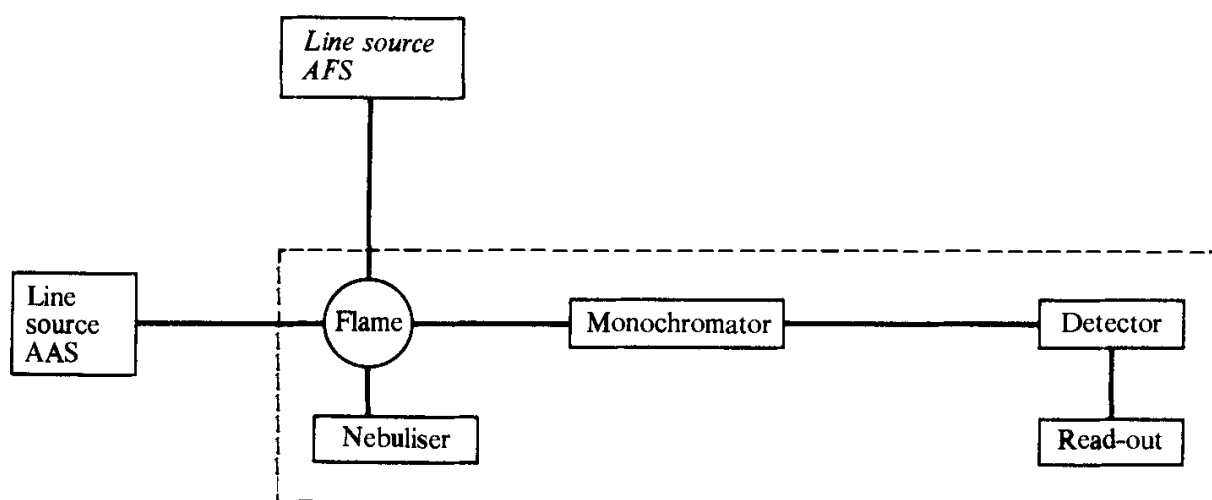 Line source
AFS
Line
source
AAS
Flame
Monochromator
Detector
Nebuliser
Read-out